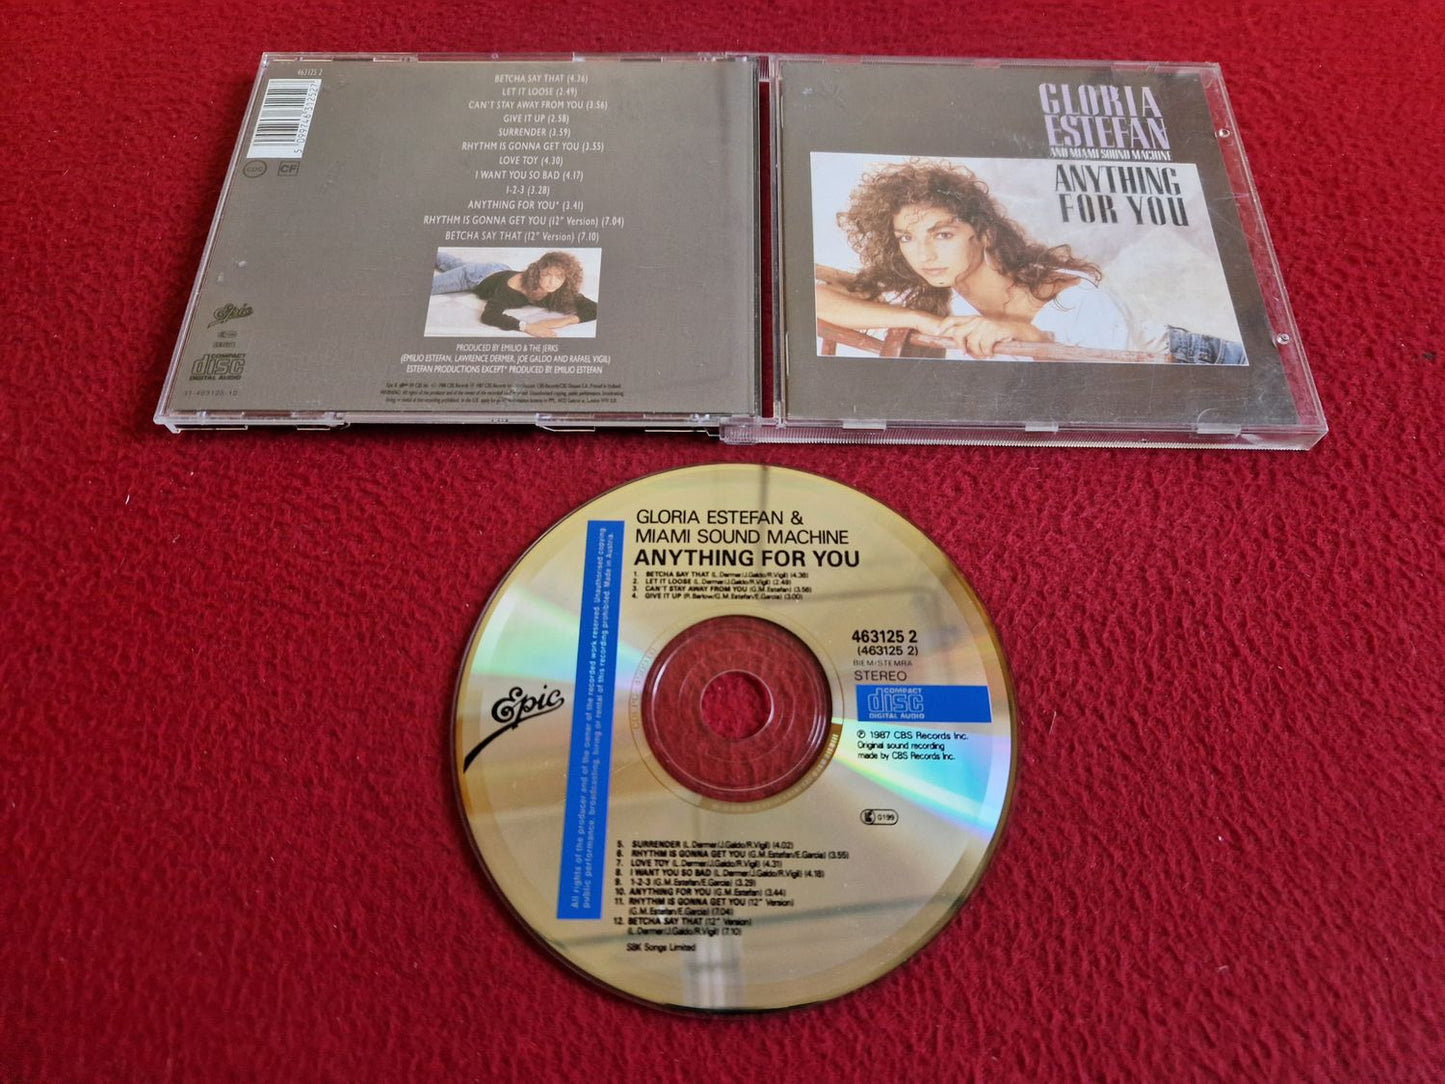 463125 2
5 099746 312527
CDC
CF
BETCHA SAY THAT (4.36)
LET IT LOOSE (2.49)
CAN'T STAY AWAY FROM YOU (3.56)
GIVE IT UP (2.58)
SURRENDER (3.59)
RHYTHM IS GONNA GET YOU (3.55)
LOVE TOY (4.30)
I WANT YOU SO BAD (4.17)
1-2-3 (3.28)
ANYTHING FOR YOU* (3.41)
RHYTHM IS GONNA GET YOU (12" Version) (7.04)
BETCHA SAY THAT (12" Version) (7.10)
Epic
COMPACT
disc
DIGITAL AUDIO
PRODUCED BY EMILIO & THE JERKS
(EMILIO ESTEFAN, LAWRENCE DERMER, JOE GALDO AND RAFAEL VIGIL)
ESTEFAN PRODUCTIONS EXCEPT* PRODUCED BY EMILIO ESTEFAN
31-463125-10
GLORIA
ESTEFAN
AND MIAMI SOUND MACHINE
ANYTHING
FOR YOU
GLORIA ESTEFAN &
MIAMI SOUND MACHINE
ANYTHING FOR YOU
1. BETCHA SAY THAT (L.Dermer/J.Galdo/R.Vigil) (4.36)
2. LET IT LOOSE (L.Dermer/J.Galdo/R.Vigil) (2.49)
3. CAN'T STAY AWAY FROM YOU (G.M.Estefan) (3.56)
4. GIVE IT UP (R.Barlow/G.M.Estefan/E.Garcia) (3.00)
All rights of the producer and of the owner of the recorded work reserved. Unauthorised copying,
public performance, broadcasting, hiring or rental of this recording prohibited. Made in Austria.
Epic
463125 2
(463125 2)
BIEM/STEMRA
STEREO
COMPACT
disc
DIGITAL AUDIO
℗ 1987 CBS Records Inc.
Original sound recording
made by CBS Records Inc.
LC 0199
5. SURRENDER (L.Dermer/J.Galdo/R.Vigil) (4.02)
6. RHYTHM IS GONNA GET YOU (G.M.Estefan/E.Garcia) (3.55)
7. LOVE TOY (L.Dermer/J.Galdo/R.Vigil) (4.31)
8. I WANT YOU SO BAD (L.Dermer/J.Galdo/R.Vigil) (4.18)
9. 1-2-3 (G.M.Estefan/E.Garcia) (3.29)
10. ANYTHING FOR YOU (G.M.Estefan) (3.44)
11. RHYTHM IS GONNA GET YOU (12" Version)
(G.M.Estefan/E.Garcia) (7.04)
12. BETCHA SAY THAT (12" Version)
(L.Dermer/J.Galdo/R.Vigil) (7.10)
SBK Songs Limited